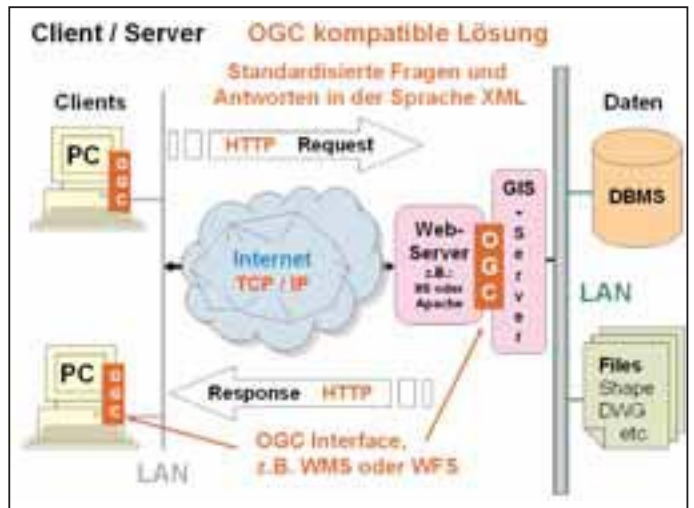 Client / Server OGC kompatible Lösung
Standardisierte Fragen und
Antworten in der Sprache XML
Clients
Daten
PC
OGC
HTTP Request
GIS-Server
DBMS
Web-
Server
z.B.:
IIS oder
Apache
OGC
Internet
TCP / IP
LAN
PC
OGC
Response HTTP
Files
Shape
DWG
etc
OGC Interface,
z.B. WMS oder WFS
LAN